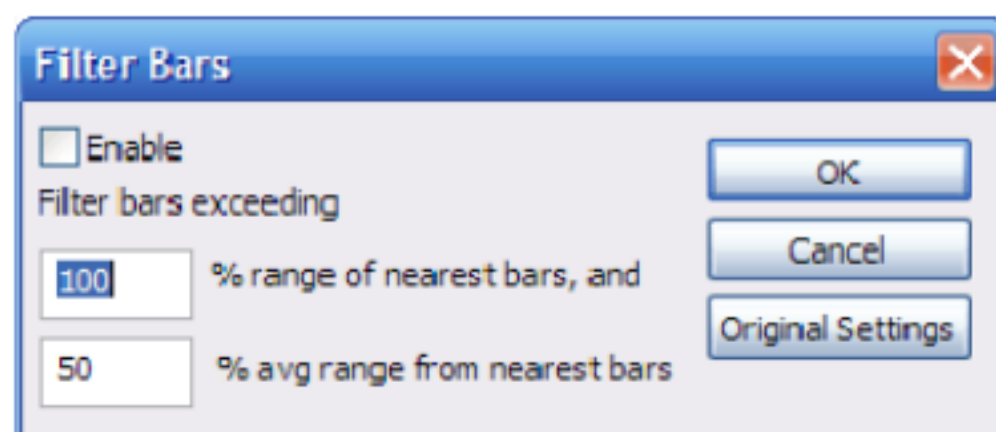 Filter Bars
Enable
Filter bars exceeding
100 % range of nearest bars, and
50 % avg range from nearest bars
OK
Cancel
Original Settings